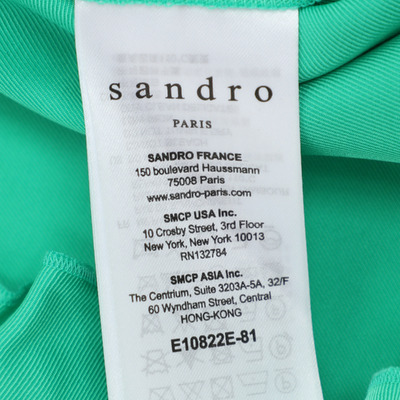 sandro
PARIS
SANDRO FRANCE
150 boulevard Haussmann
75008 Paris
www.sandro-paris.com
SMCP USA Inc.
10 Crosby Street, 3rd Floor
New York, New York 10013
RN132784
SMCP ASIA Inc.
The Centrium, Suite 3203A-5A, 32/F
60 Wyndham Street, Central
HONG-KONG
E10822E-81